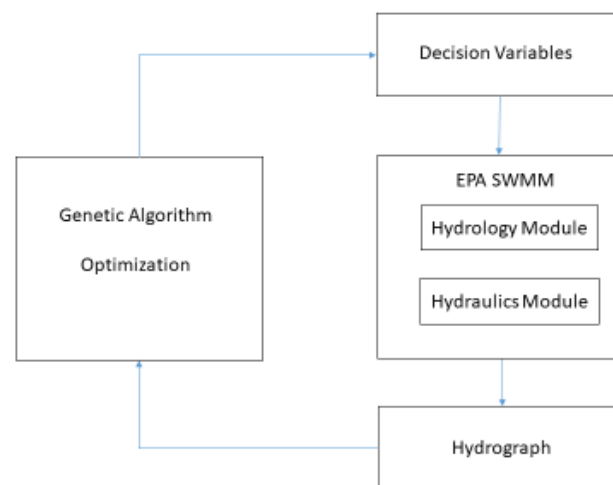 Decision Variables
EPA SWMM
Hydrology Module
Hydraulics Module
Hydrograph
Genetic Algorithm
Optimization